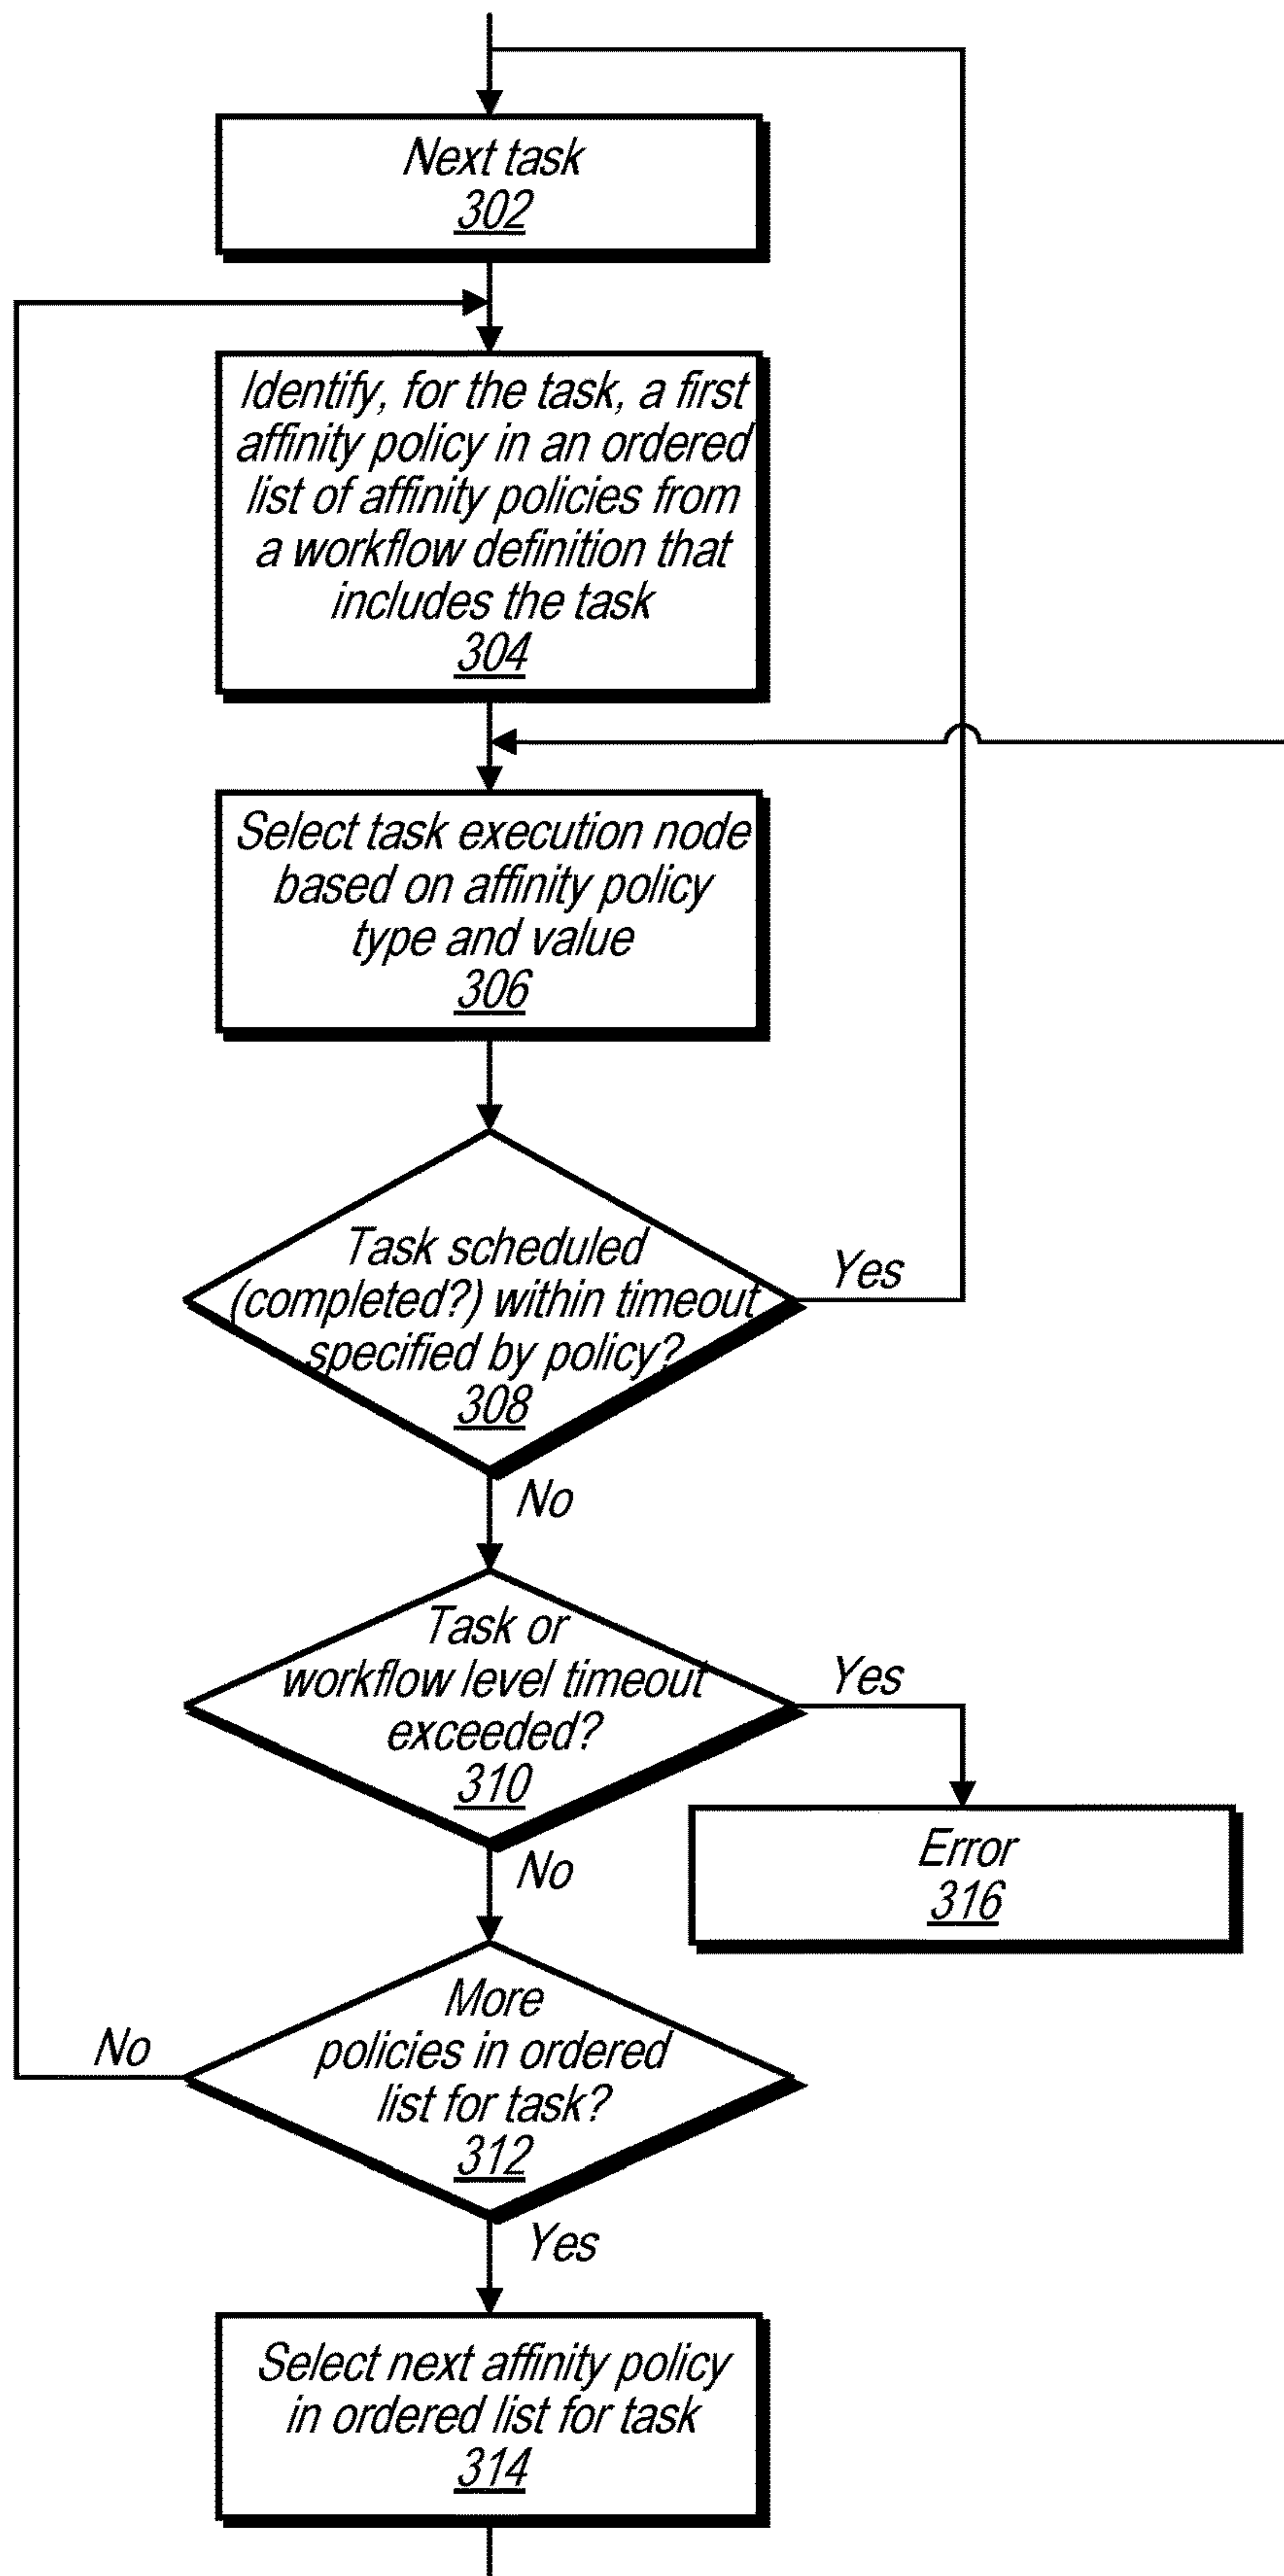 Next task
302
Identify, for the task, a first
affinity policy in an ordered
list of affinity policies from
a workflow definition that
includes the task
304
Select task execution node
based on affinity policy
type and value
306
Task scheduled
(completed?) within timeout
specified by policy?
308
Yes
No
Task or
workflow level timeout
exceeded?
310
Yes
No
Error
316
More
policies in ordered
list for task?
312
No
Yes
Select next affinity policy
in ordered list for task
314